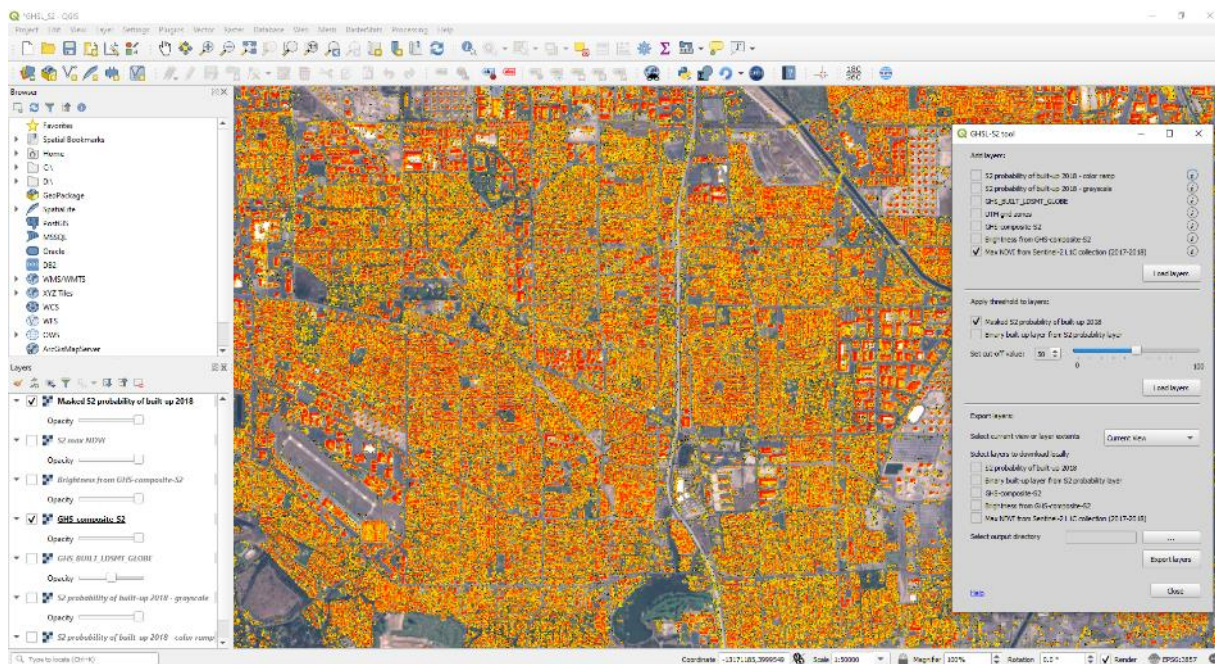 *GHSL_S2 - QGIS
Project Edit View Layer Settings Plugins Vector Raster Database Web Mesh Processing Help
Browser
Favorites
Spatial Bookmarks
Home
C:\
D:\
GeoPackage
SpatiaLite
PostGIS
MSSQL
Oracle
DB2
WMS/WMTS
XYZ Tiles
WCS
WFS
OWS
ArcGisMapServer
Layers
Masked S2 probability of built-up 2018
Opacity
S2 max NDVI
Opacity
Brightness from GHS-composite-S2
Opacity
GHS_composite_S2
Opacity
GHS_BUILT_LDSMT_GLOBE
Opacity
S2 probability of built-up 2018 - grayscale
Opacity
S2 probability of built-up 2018 - color ramp
GHSL-S2 tool
Add layers:
S2 probability of built-up 2018 - color ramp
S2 probability of built-up 2018 - grayscale
GHS_BUILT_LDSMT_GLOBE
UTM grid zones
GHS-composite-S2
Brightness from GHS-composite-S2
Max NDVI from Sentinel-2 L1C collection (2017-2018)
Load layers
Apply threshold to layers:
Masked S2 probability of built-up 2018
Binary built-up layer from S2 probability layer
Set cut-off value: 50
0 100
Load layers
Export layers:
Select current view or layer extents Current View
Select layers to download locally
S2 probability of built-up 2018
Binary built-up layer from S2 probability layer
GHS-composite-S2
Brightness from GHS-composite-S2
Max NDVI from Sentinel-2 L1C collection (2017-2018)
Select output directory ...
Export layers
Help Close
Type to locate (Ctrl+K) Coordinate -13171185,3999549 Scale 1:50000 Magnifier 100% Rotation 0.0 ° Render EPSG:3857